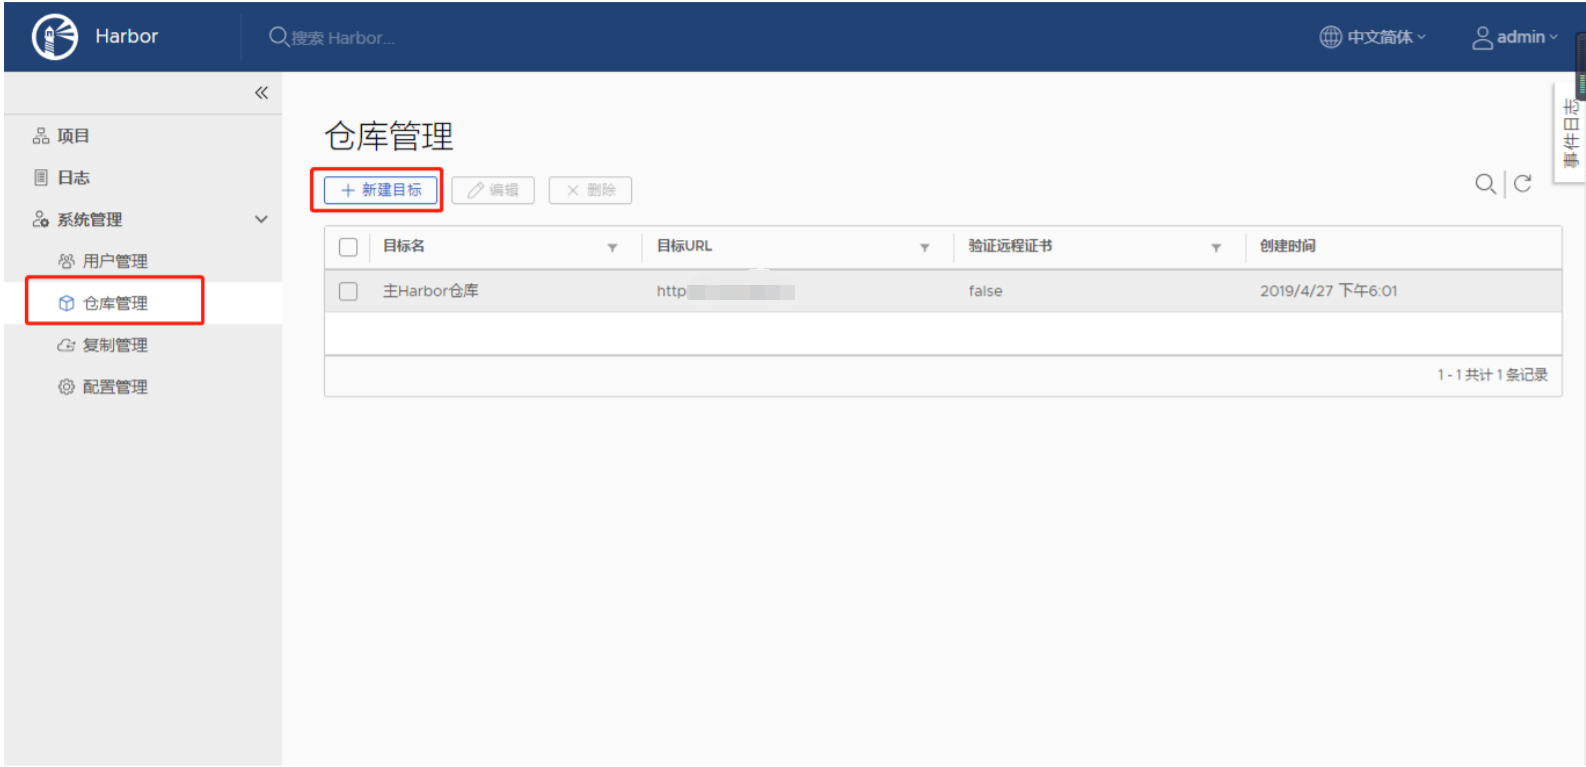 Harbor
搜索 Harbor...
中文简体
admin
事件日志
项目
日志
系统管理
用户管理
仓库管理
复制管理
配置管理
仓库管理
+ 新建目标
编辑
× 删除
目标名 目标URL 验证远程证书 创建时间
主Harbor仓库 http false 2019/4/27 下午6:01
1 - 1 共计 1 条记录